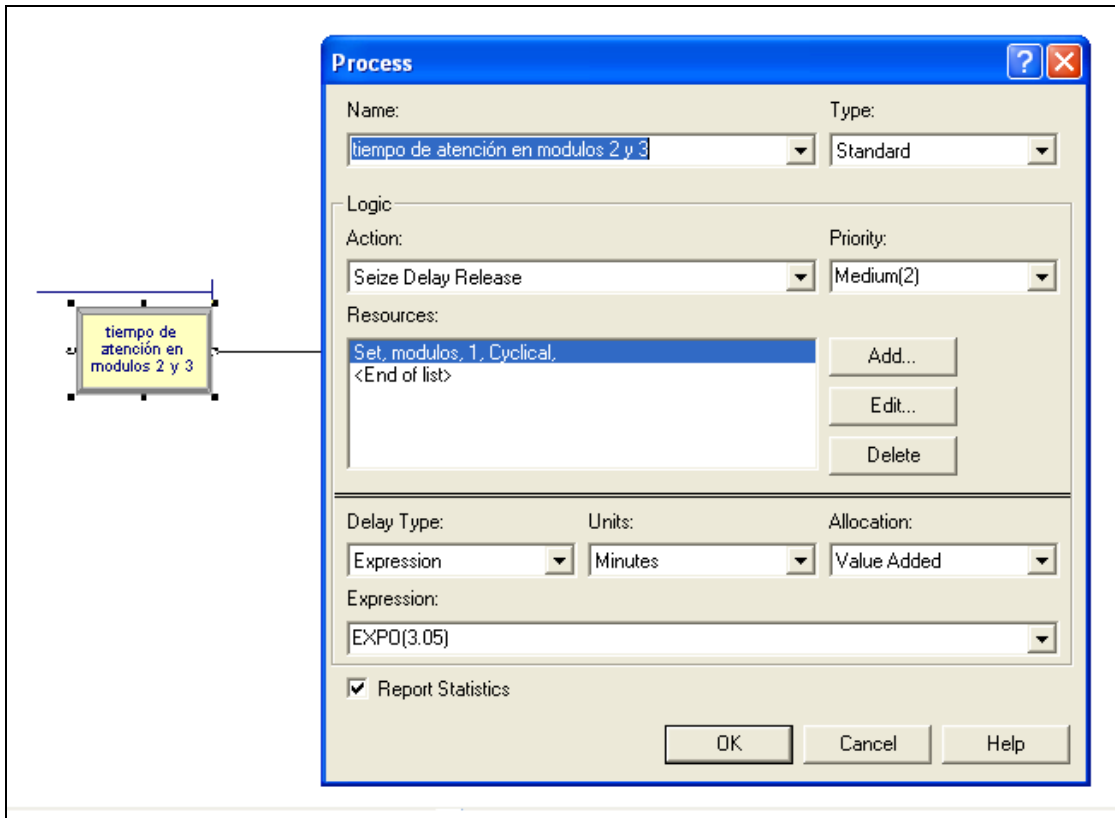 Process
Name:
Type:
tiempo de atención en modulos 2 y 3
Standard
Logic
Action:
Priority:
Seize Delay Release
Medium(2)
Resources:
Set, modulos, 1, Cyclical,
<End of list>
Add...
Edit...
Delete
tiempo de
atención en
modulos 2 y 3
Delay Type:
Units:
Allocation:
Expression
Minutes
Value Added
Expression:
EXPO(3.05)
Report Statistics
OK
Cancel
Help